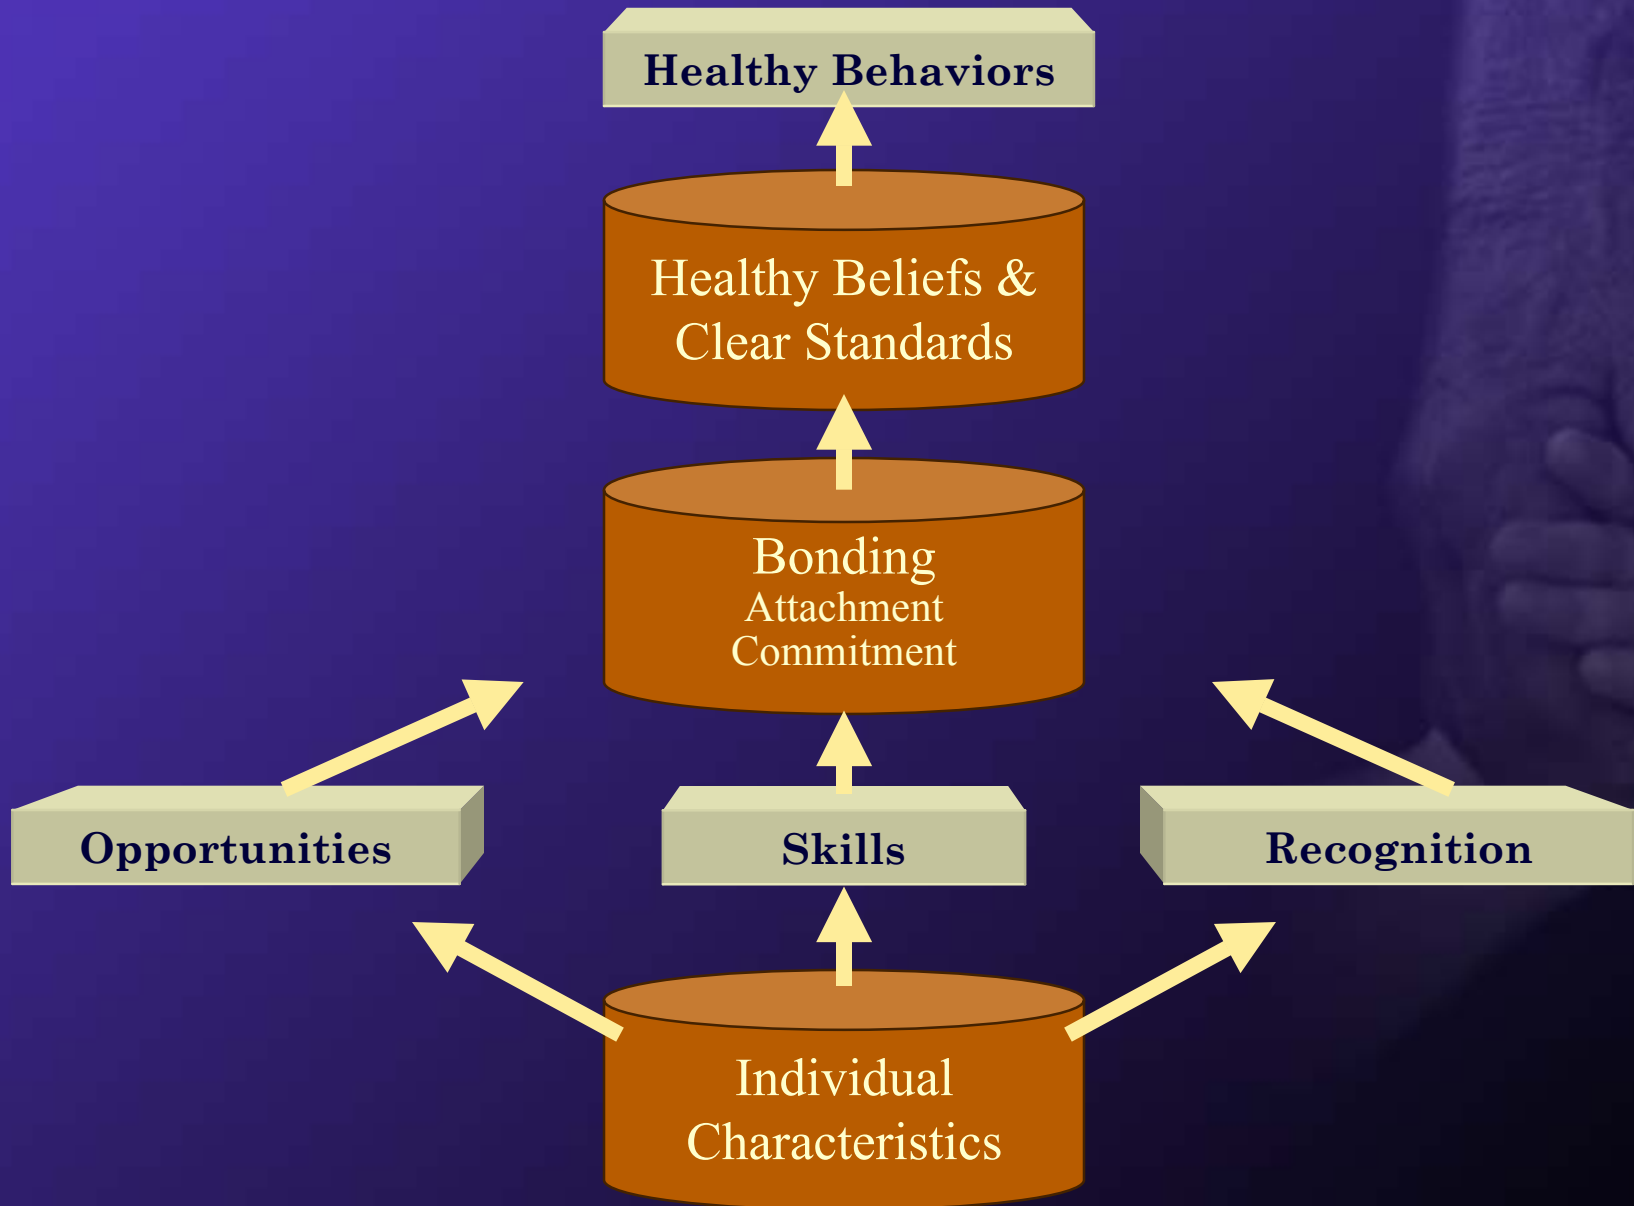 Healthy Behaviors
Healthy Beliefs &
Clear Standards
Bonding
Attachment
Commitment
Opportunities
Skills
Recognition
Individual
Characteristics